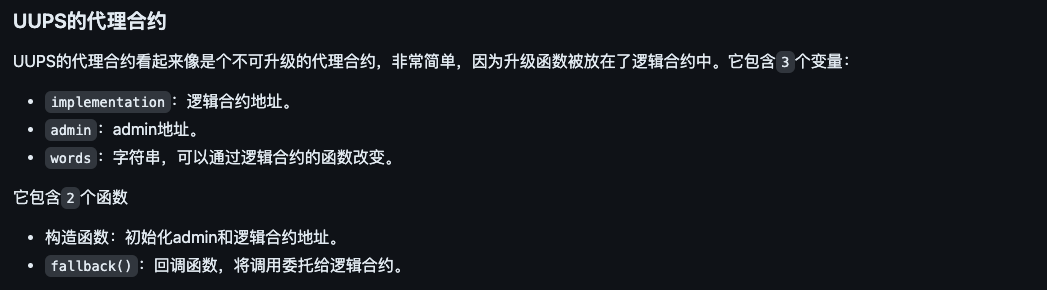 UUPS的代理合约
UUPS的代理合约看起来像是个不可升级的代理合约，非常简单，因为升级函数被放在了逻辑合约中。它包含3个变量：
• implementation：逻辑合约地址。
• admin：admin地址。
• words：字符串，可以通过逻辑合约的函数改变。
它包含2个函数
• 构造函数：初始化admin和逻辑合约地址。
• fallback()：回调函数，将调用委托给逻辑合约。